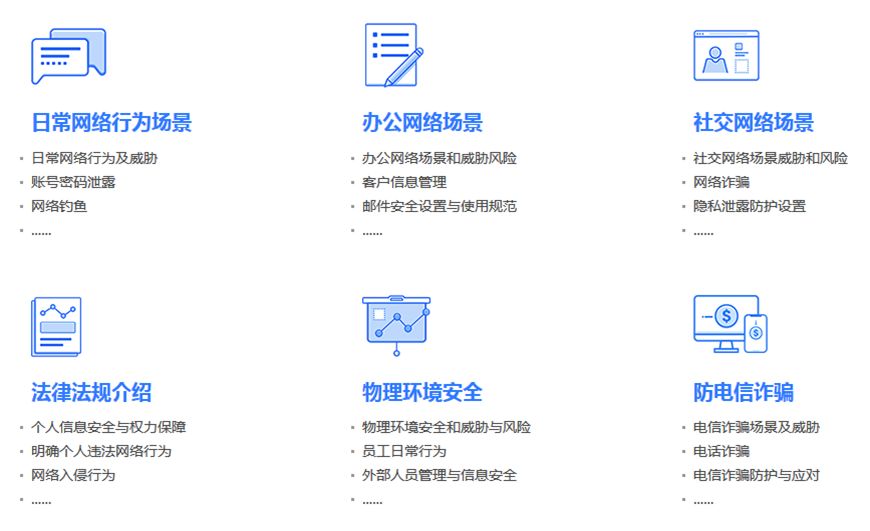 日常网络行为场景
日常网络行为及威胁
账号密码泄露
网络钓鱼
......
办公网络场景
办公网络场景和威胁风险
客户信息管理
邮件安全设置与使用规范
......
社交网络场景
社交网络场景威胁和风险
网络诈骗
隐私泄露防护设置
......
法律法规介绍
个人信息安全与权力保障
明确个人违法网络行为
网络入侵行为
......
物理环境安全
物理环境安全和威胁与风险
员工日常行为
外部人员管理与信息安全
......
防电信诈骗
电信诈骗场景及威胁
电话诈骗
电信诈骗防护与应对
......